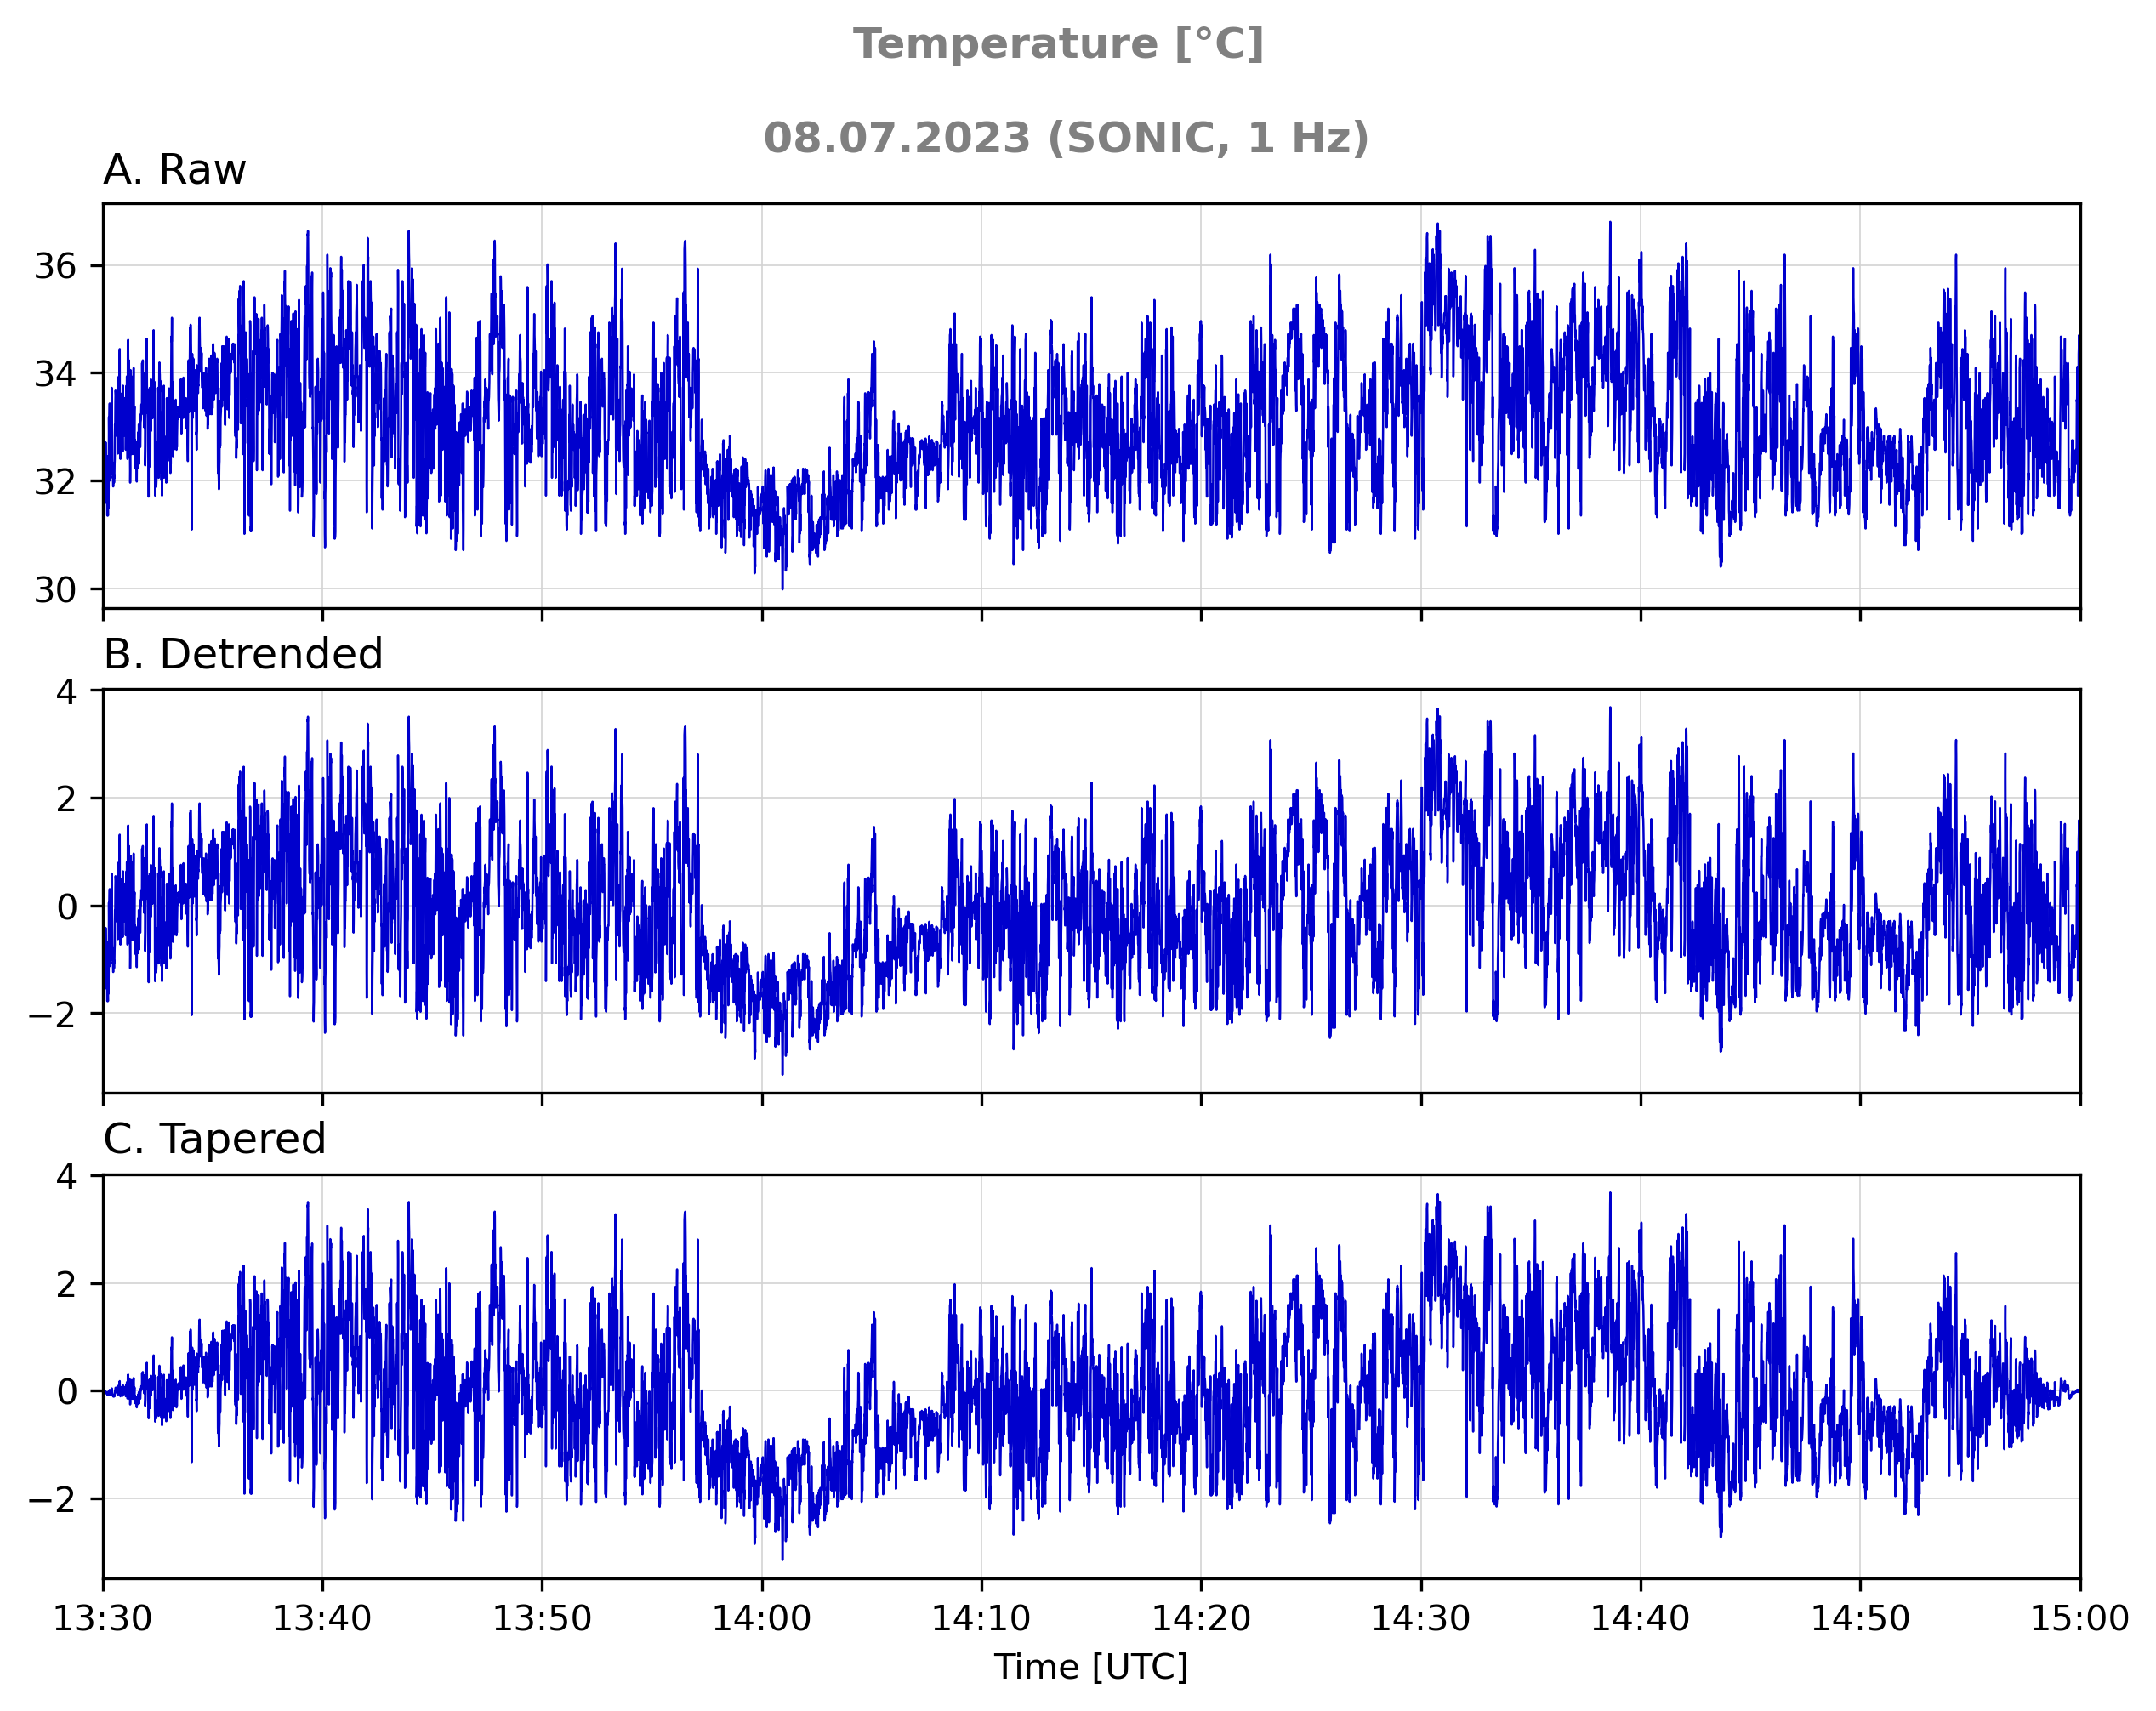 Temperature [°C]
08.07.2023 (SONIC, 1 Hz)
A. Raw
36
34
32
30
B. Detrended
4
2
0
−2
C. Tapered
4
2
0
−2
13:30 13:40 13:50 14:00 14:10 14:20 14:30 14:40 14:50 15:00
Time [UTC]